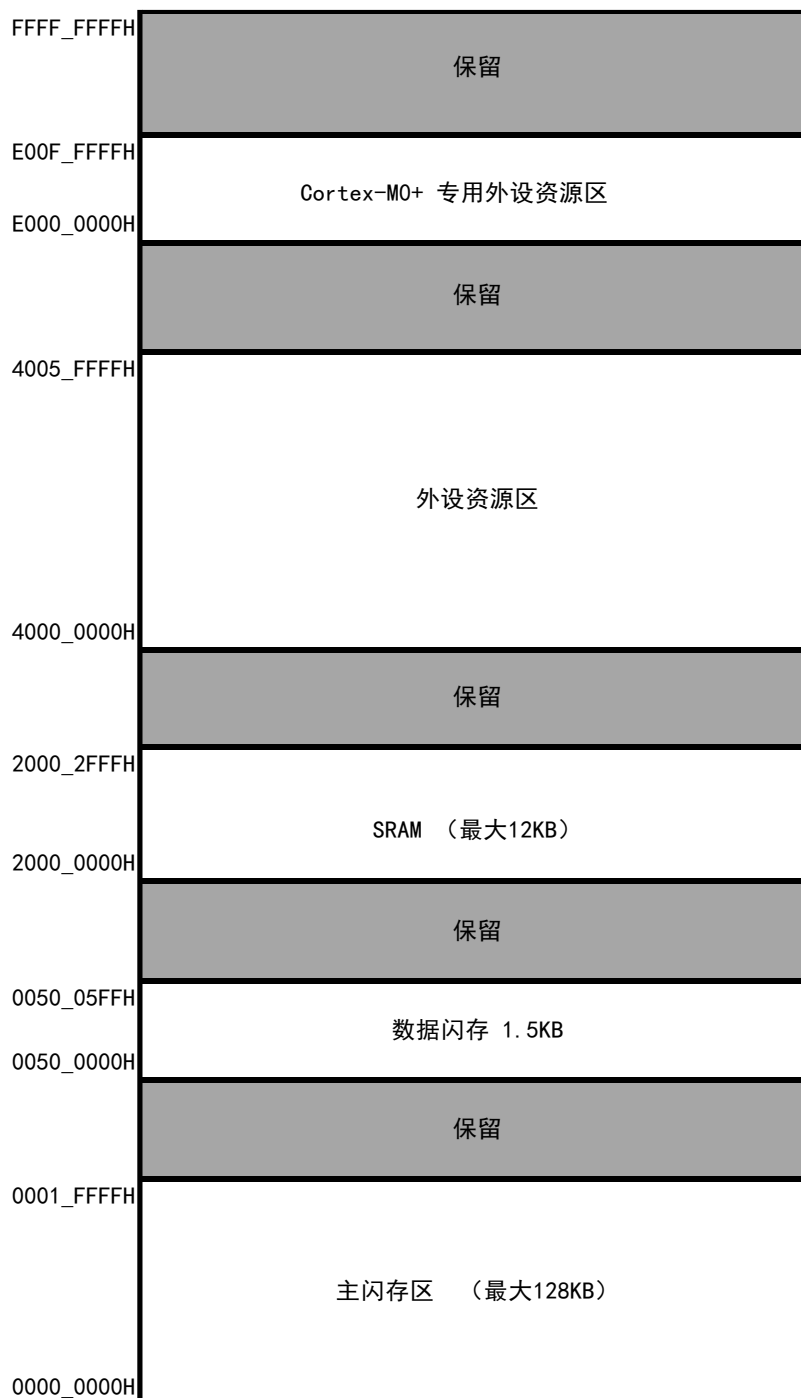 FFFF_FFFFH
保留
E00F_FFFFH
Cortex-M0+ 专用外设资源区
E000_0000H
保留
4005_FFFFH
外设资源区
4000_0000H
保留
2000_2FFFH
SRAM （最大12KB）
2000_0000H
保留
0050_05FFH
数据闪存 1.5KB
0050_0000H
保留
0001_FFFFH
主闪存区 （最大128KB）
0000_0000H